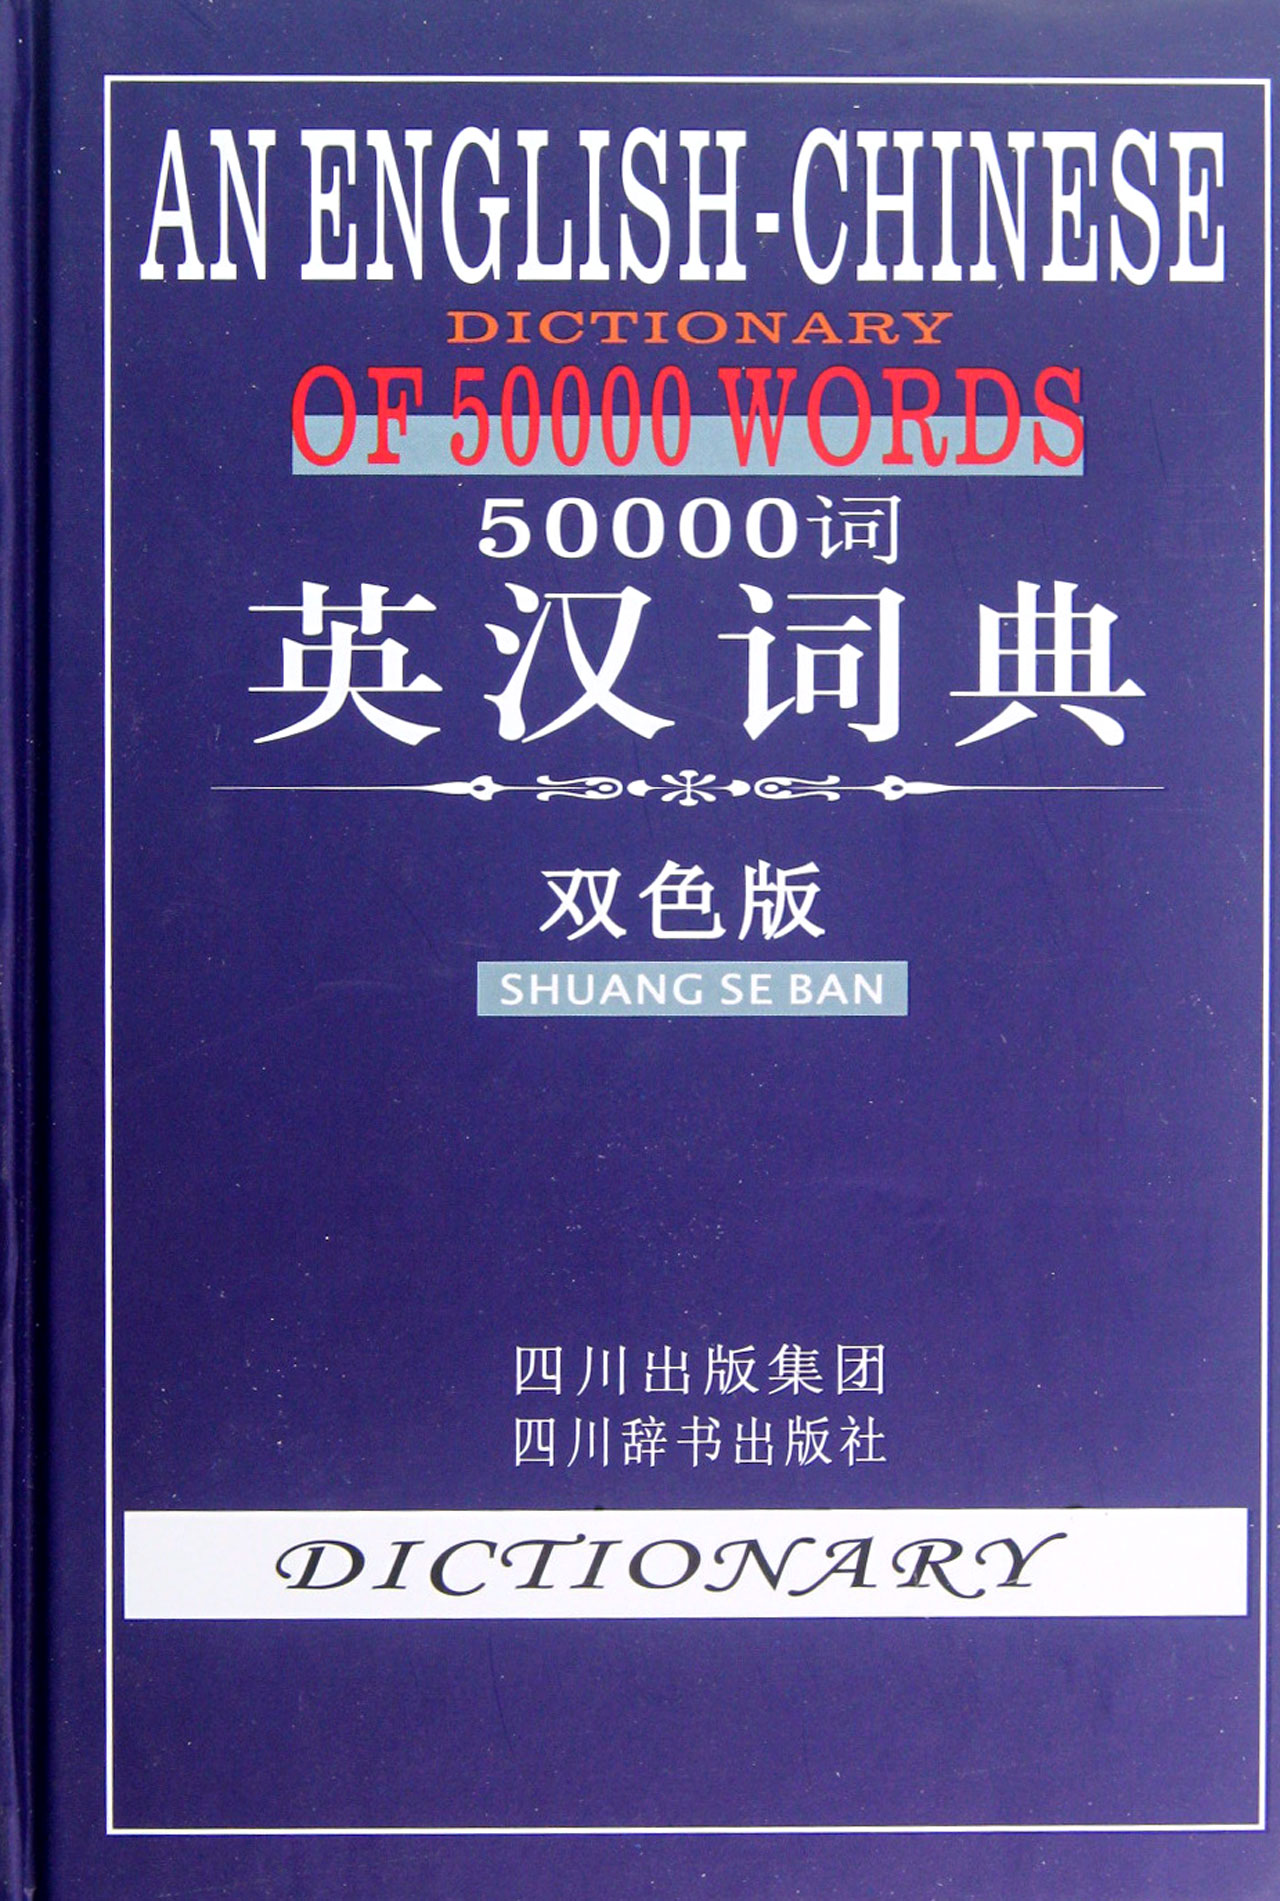 AN ENGLISH-CHINESE
DICTIONARY
OF 50000 WORDS
50000词
英汉词典
双色版
SHUANG SE BAN
四川出版集团
四川辞书出版社
DICTIONARY